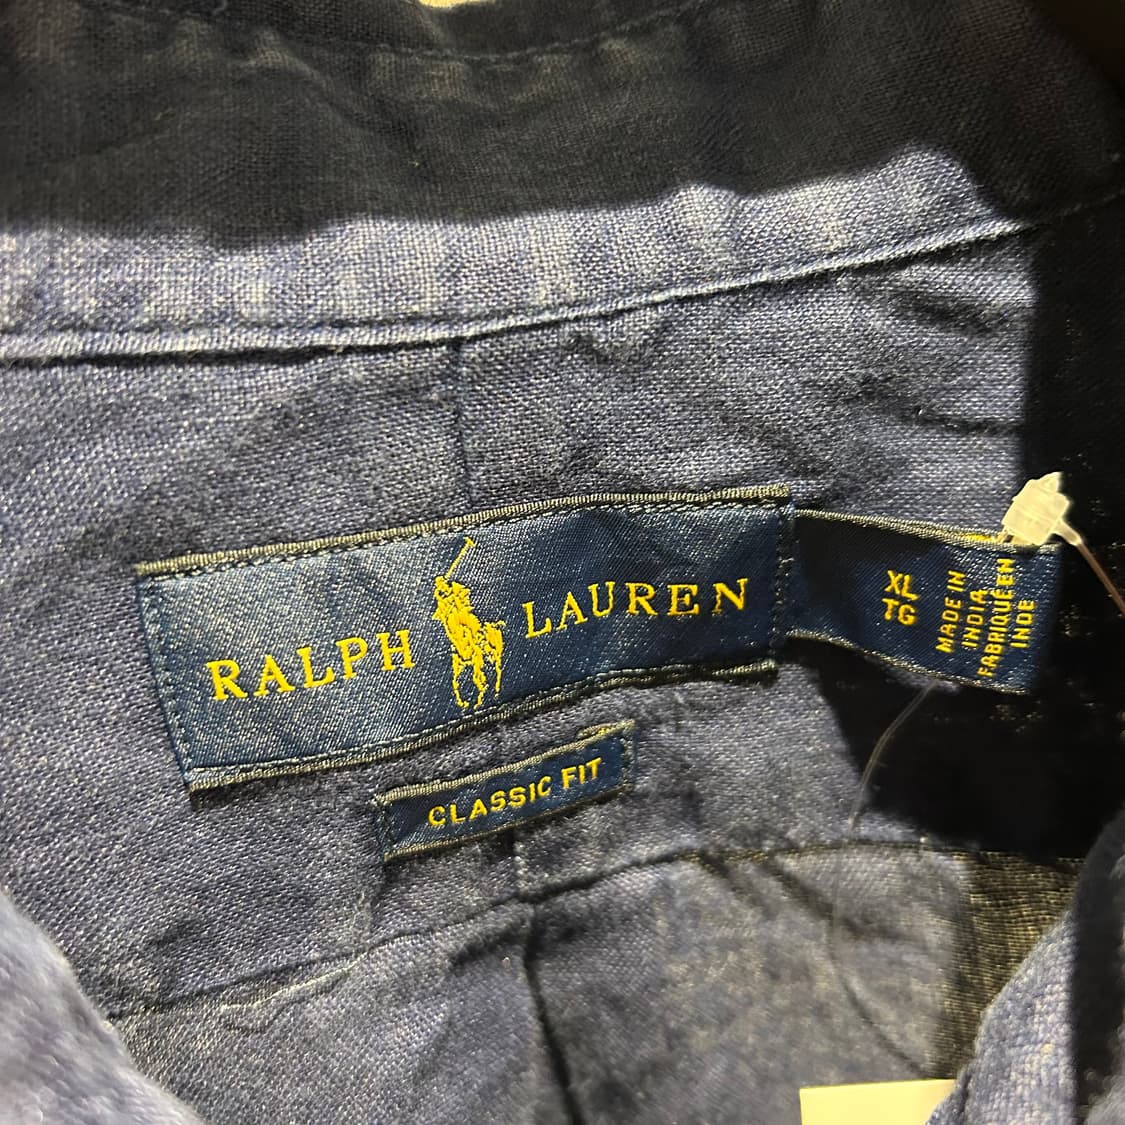 RALPH LAUREN
CLASSIC FIT
XL
TG
MADE IN
INDIA
FABRIQUÉ EN
INDE